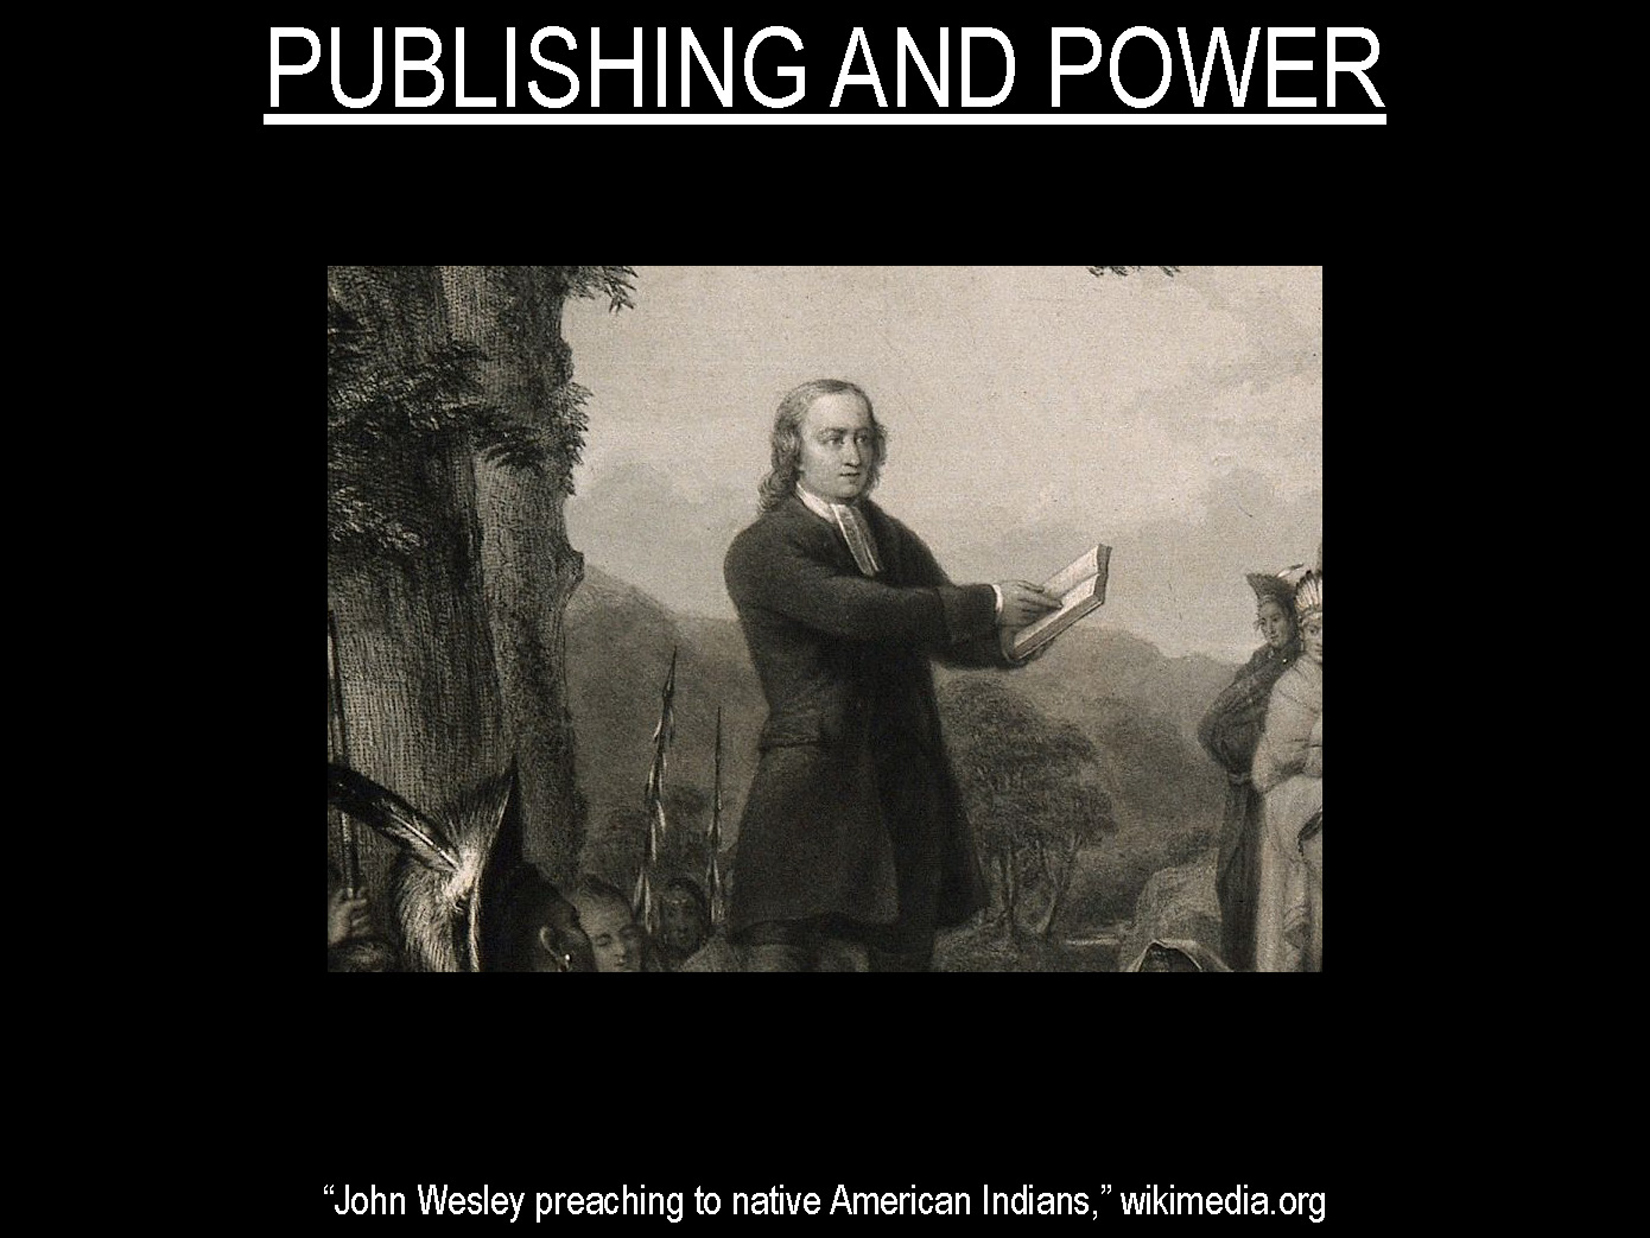 PUBLISHING AND POWER
“John Wesley preaching to native American Indians,” wikimedia.org